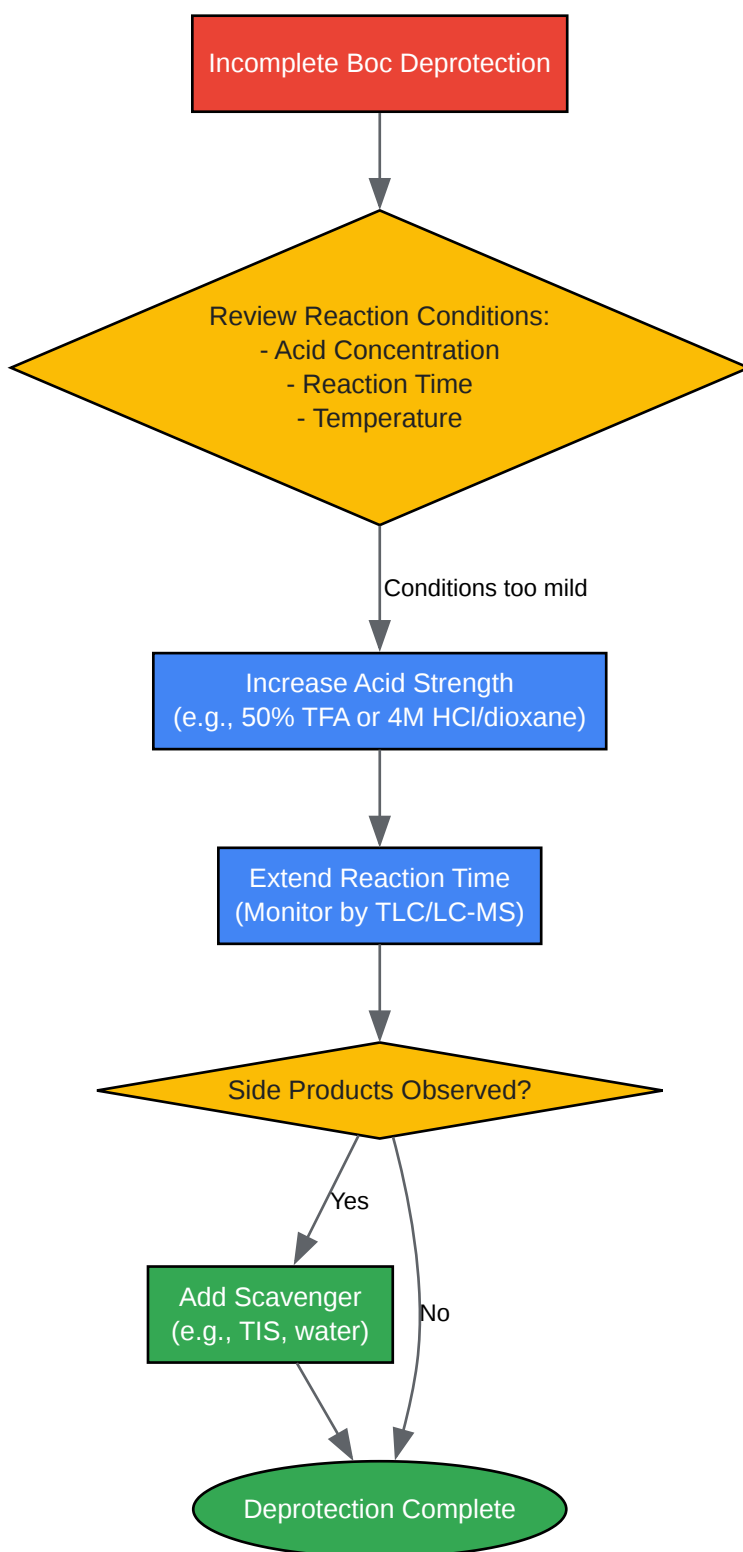 Incomplete Boc Deprotection
Review Reaction Conditions:
- Acid Concentration
- Reaction Time
- Temperature
Conditions too mild
Increase Acid Strength
(e.g., 50% TFA or 4M HCl/dioxane)
Extend Reaction Time
(Monitor by TLC/LC-MS)
Side Products Observed?
Yes
Add Scavenger
(e.g., TIS, water)
No
Deprotection Complete